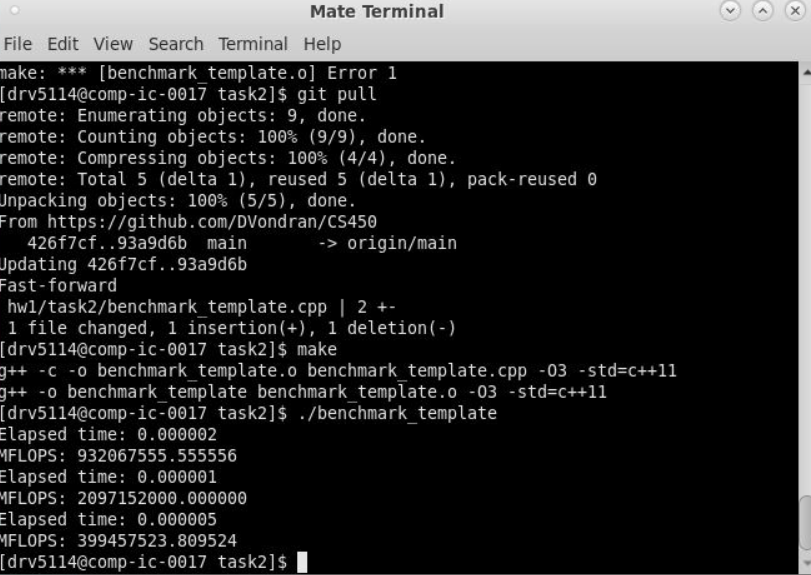 Mate Terminal
File Edit View Search Terminal Help
make: *** [benchmark_template.o] Error 1
[drv5114@comp-ic-0017 task2]$ git pull
remote: Enumerating objects: 9, done.
remote: Counting objects: 100% (9/9), done.
remote: Compressing objects: 100% (4/4), done.
remote: Total 5 (delta 1), reused 5 (delta 1), pack-reused 0
Unpacking objects: 100% (5/5), done.
From https://github.com/DVondran/CS450
   426f7cf..93a9d6b  main       -> origin/main
Updating 426f7cf..93a9d6b
Fast-forward
 hw1/task2/benchmark_template.cpp | 2 +-
 1 file changed, 1 insertion(+), 1 deletion(-)
[drv5114@comp-ic-0017 task2]$ make
g++ -c -o benchmark_template.o benchmark_template.cpp -O3 -std=c++11
g++ -o benchmark_template benchmark_template.o -O3 -std=c++11
[drv5114@comp-ic-0017 task2]$ ./benchmark_template
Elapsed time: 0.000002
MFLOPS: 932067555.555556
Elapsed time: 0.000001
MFLOPS: 2097152000.000000
Elapsed time: 0.000005
MFLOPS: 399457523.809524
[drv5114@comp-ic-0017 task2]$